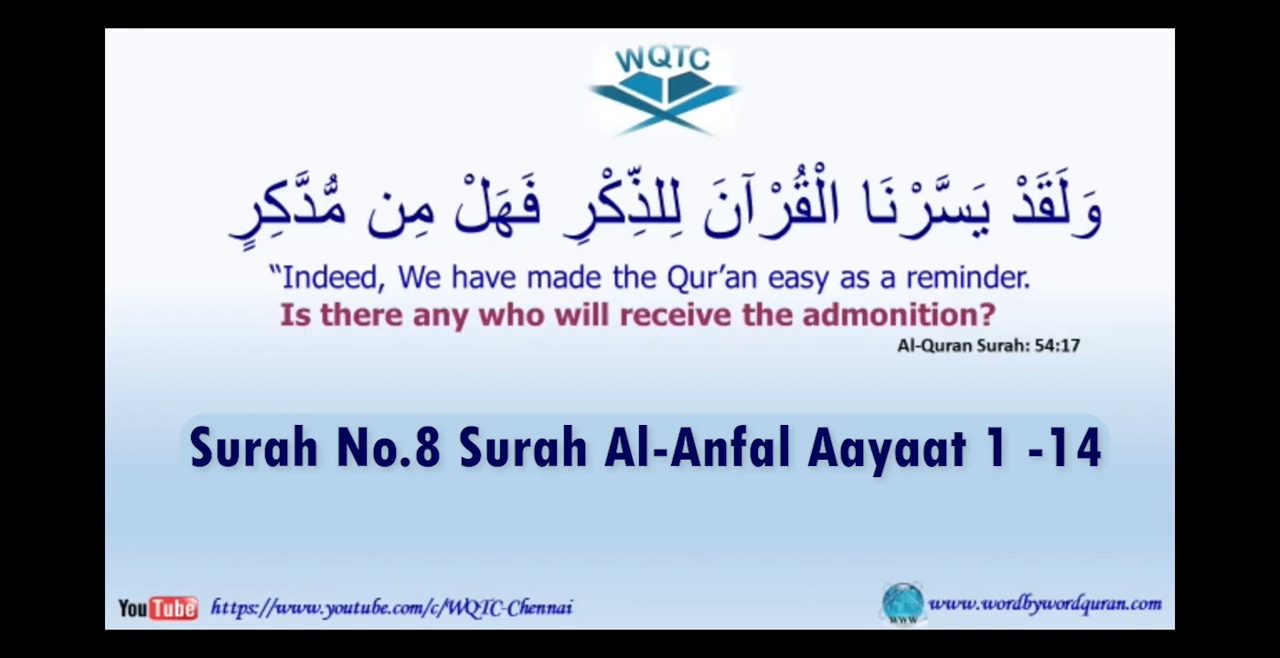 WQTC
وَلَقَدْ يَسَّرْنَا الْقُرْآنَ لِلذِّكْرِ فَهَلْ مِن مُّدَّكِرٍ
“Indeed, We have made the Qur’an easy as a reminder.
Is there any who will receive the admonition?
Al-Quran Surah: 54:17
Surah No.8 Surah Al-Anfal Aayaat 1 -14
YouTube https://www.youtube.com/c/WQTC-Chennai
WWW www.wordbywordquran.com